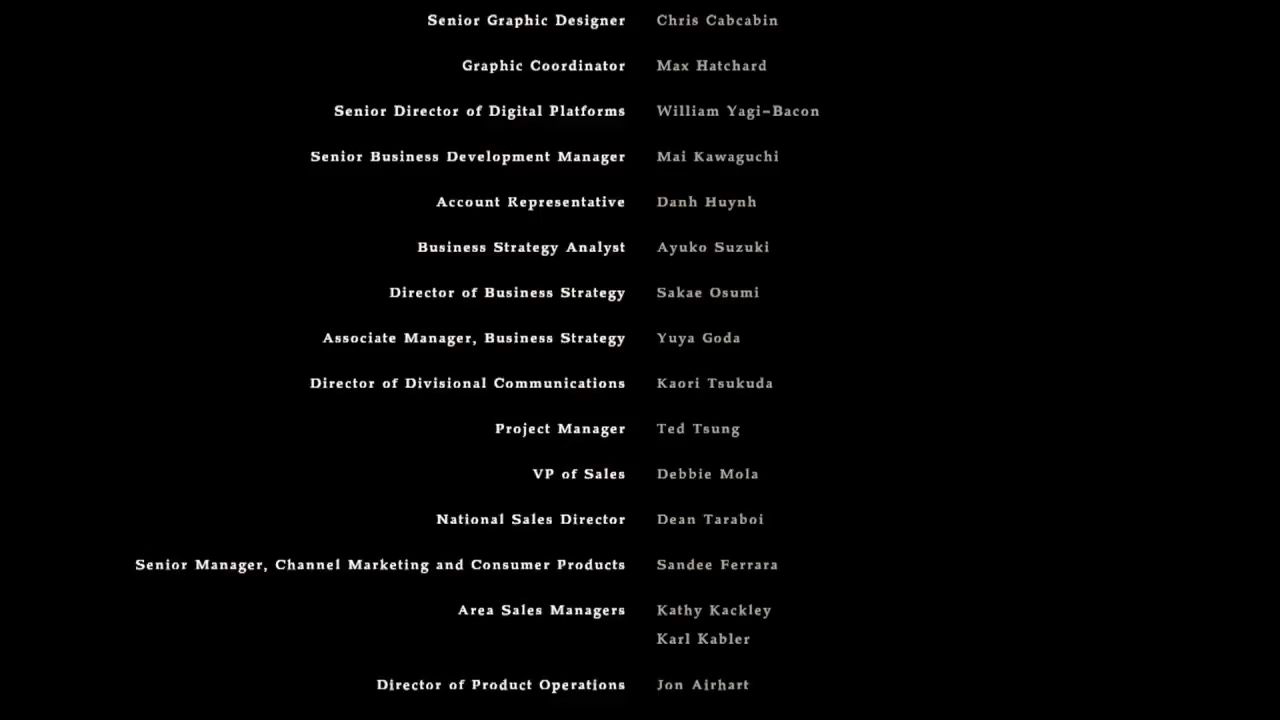 Senior Graphic Designer Chris Cabcabin
Graphic Coordinator Max Hatchard
Senior Director of Digital Platforms William Yagi-Bacon
Senior Business Development Manager Mai Kawaguchi
Account Representative Danh Huynh
Business Strategy Analyst Ayuko Suzuki
Director of Business Strategy Sakae Osumi
Associate Manager, Business Strategy Yuya Goda
Director of Divisional Communications Kaori Tsukuda
Project Manager Ted Tsung
VP of Sales Debbie Mola
National Sales Director Dean Taraboi
Senior Manager, Channel Marketing and Consumer Products Sandee Ferrara
Area Sales Managers Kathy Kackley
Karl Kabler
Director of Product Operations Jon Airhart